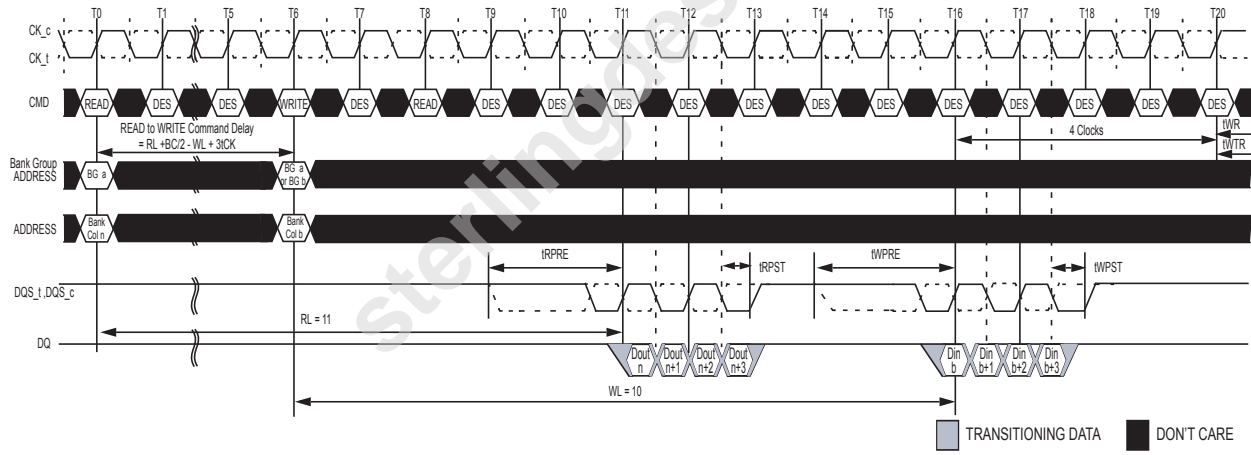 T0 T1 T5 T6 T7 T8 T9 T10 T11 T12 T13 T14 T15 T16 T17 T18 T19 T20
CK_c
CK_t
CMD READ DES DES WRITE DES READ DES DES DES DES DES DES DES DES DES DES DES DES
READ to WRITE Command Delay
= RL +BC/2 - WL + 3tCK
4 Clocks
tWR
tWTR
Bank Group
ADDRESS
BG a
BG a
or BG b
ADDRESS
Bank
Col n
Bank
Col b
tRPRE
tRPST
tWPRE
tWPST
DQS_t ,DQS_c
RL = 11
DQ
Dout
n
Dout
n+1
Dout
n+2
Dout
n+3
Din
b
Din
b+1
Din
b+2
Din
b+3
WL = 10
TRANSITIONING DATA
DON'T CARE